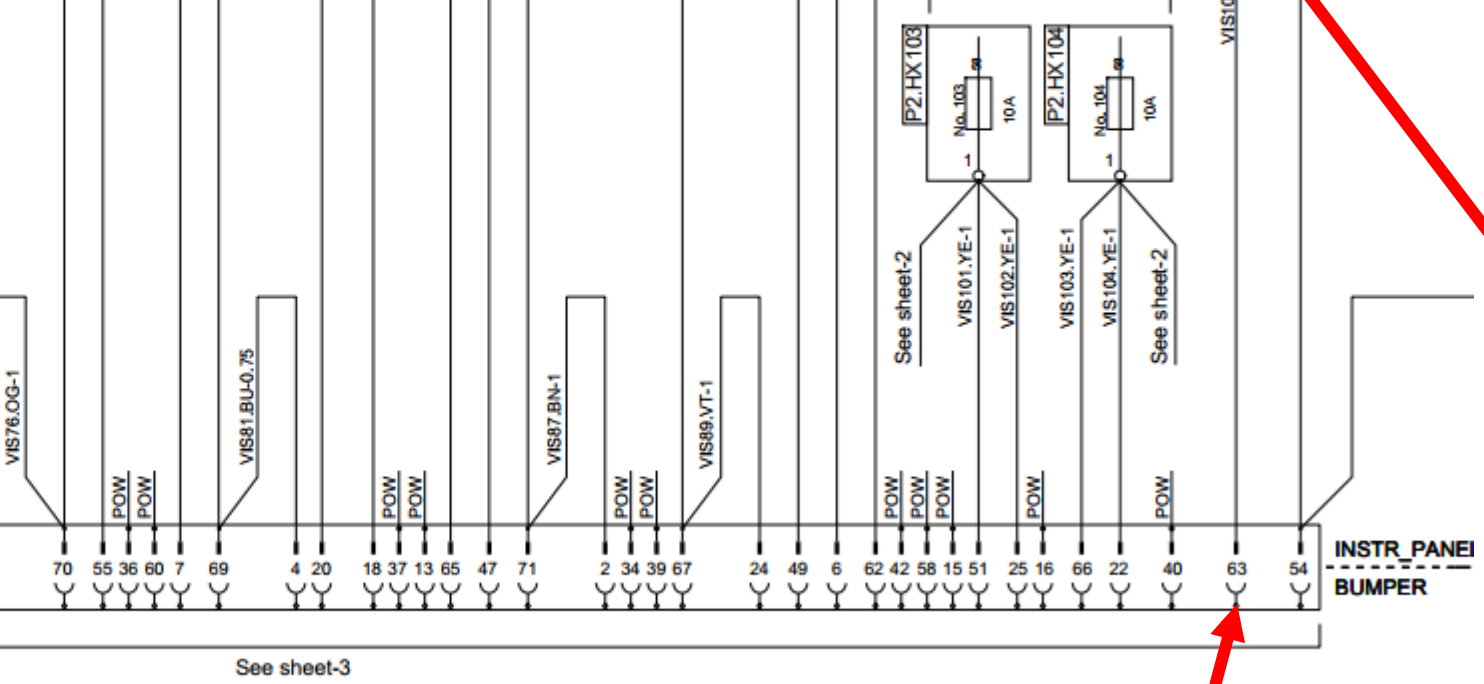 P2.HX103
No. 103
58
10A
1
P2.HX104
No. 104
58
10A
1
See sheet-2
VIS101.YE-1
VIS102.YE-1
VIS103.YE-1
VIS104.YE-1
See sheet-2
VIS76.OG-1
VIS81.BU-0.75
VIS87.BN-1
VIS89.VT-1
POW POW POW POW POW POW POW POW POW POW POW
70 55 36 60 7 69 4 20 18 37 13 65 47 71 2 34 39 67 24 49 6 62 42 58 15 51 25 16 66 22 40 63 54
BUMPER
See sheet-3